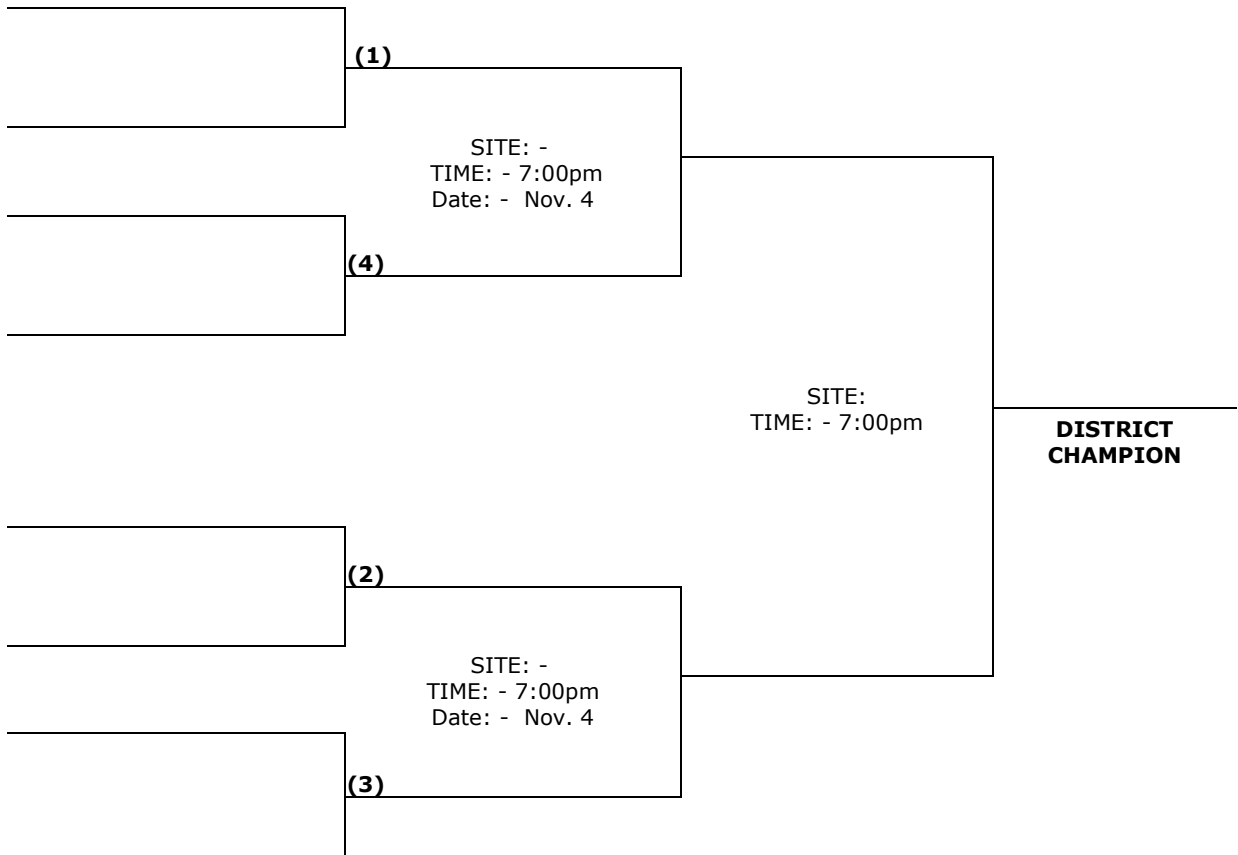 (1)
SITE: -
TIME: - 7:00pm
Date: - Nov. 4
(4)
SITE:
TIME: - 7:00pm
DISTRICT
CHAMPION
(2)
SITE: -
TIME: - 7:00pm
Date: - Nov. 4
(3)